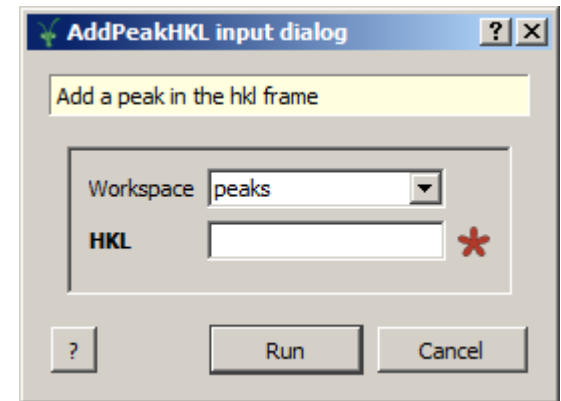 AddPeakHKL input dialog ? X
Add a peak in the hkl frame
Workspace peaks
HKL *
? Run Cancel